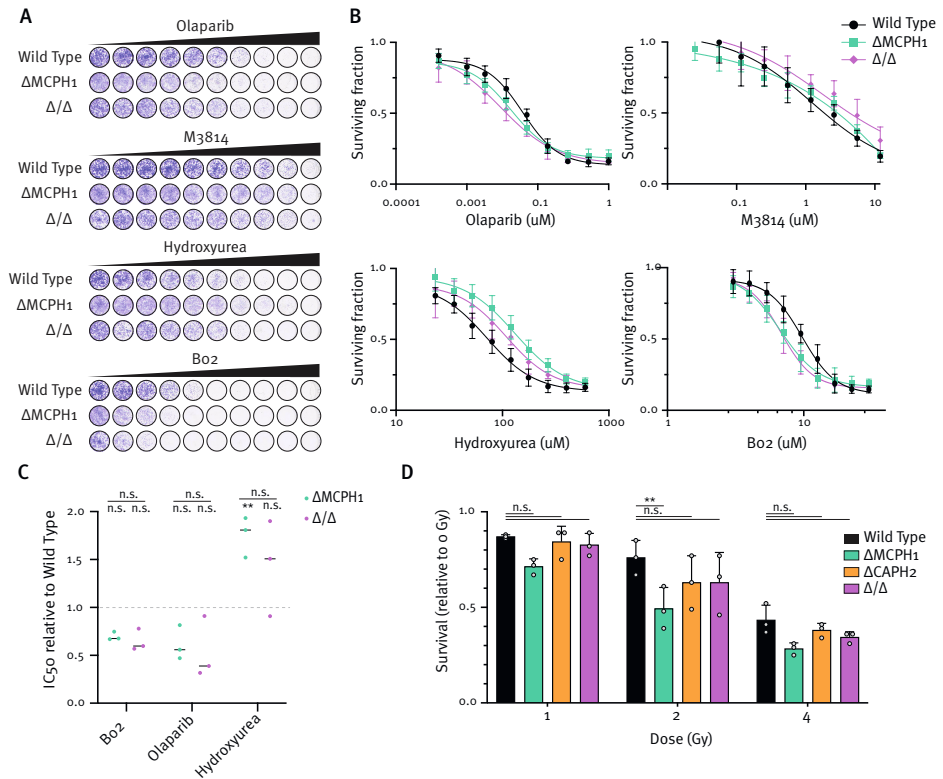 A
Olaparib
Wild Type
ΔMCPH1
Δ/Δ
M3814
Wild Type
ΔMCPH1
Δ/Δ
Hydroxyurea
Wild Type
ΔMCPH1
Δ/Δ
B02
Wild Type
ΔMCPH1
Δ/Δ
B
Wild Type
ΔMCPH1
Δ/Δ
Surviving fraction
1.0
0.5
0.0
0.0001 0.001 0.1 1
Olaparib (uM)
Surviving fraction
1.0
0.5
0.0
0.1 1 10
M3814 (uM)
Surviving fraction
1.0
0.5
0.0
10 100 1000
Hydroxyurea (uM)
Surviving fraction
1.0
0.5
0.0
1 10
B02 (uM)
C
ΔMCPH1
Δ/Δ
n.s. n.s. n.s.
n.s. n.s. n.s. n.s. ** n.s.
IC50 relative to Wild Type
2.0
1.5
1.0
0.5
0.0
B02
Olaparib
Hydroxyurea
D
Wild Type
ΔMCPH1
ΔCAPH2
Δ/Δ
n.s. ** n.s.
Survival (relative to 0 Gy)
1.0
0.5
0.0
1 2 4
Dose (Gy)